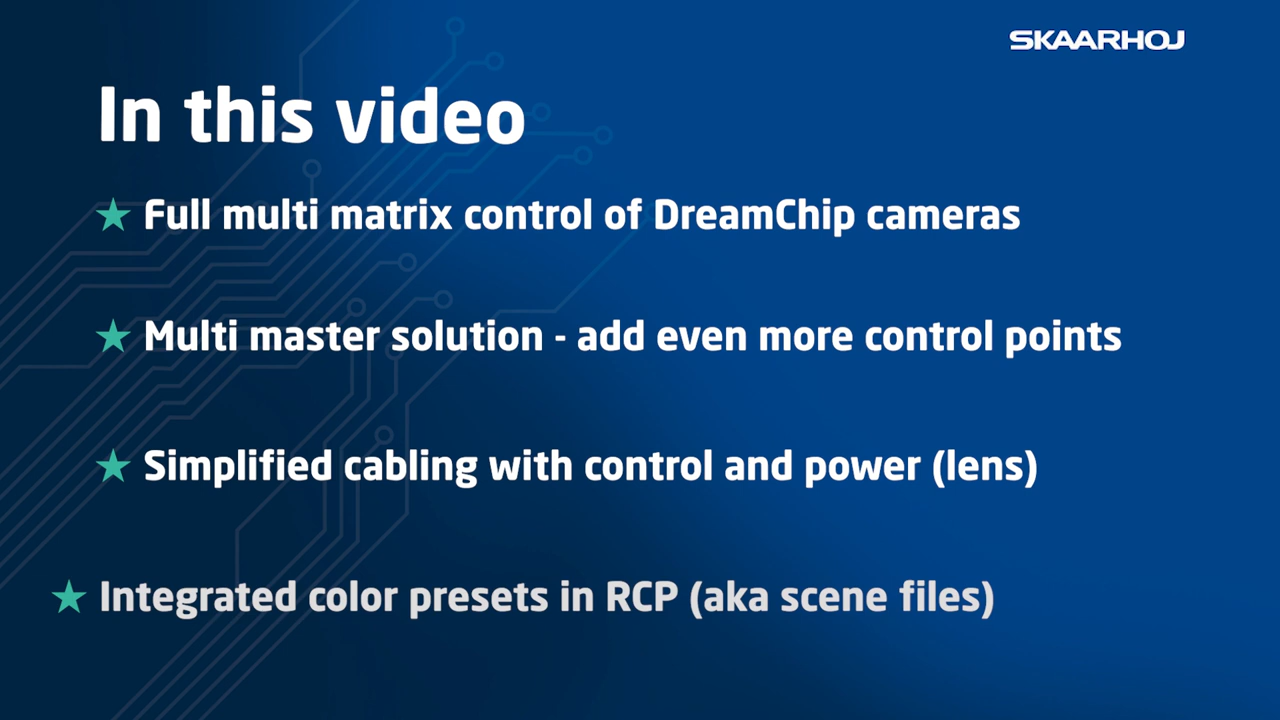 SKAARHOJ
In this video
Full multi matrix control of DreamChip cameras
Multi master solution - add even more control points
Simplified cabling with control and power (lens)
Integrated color presets in RCP (aka scene files)